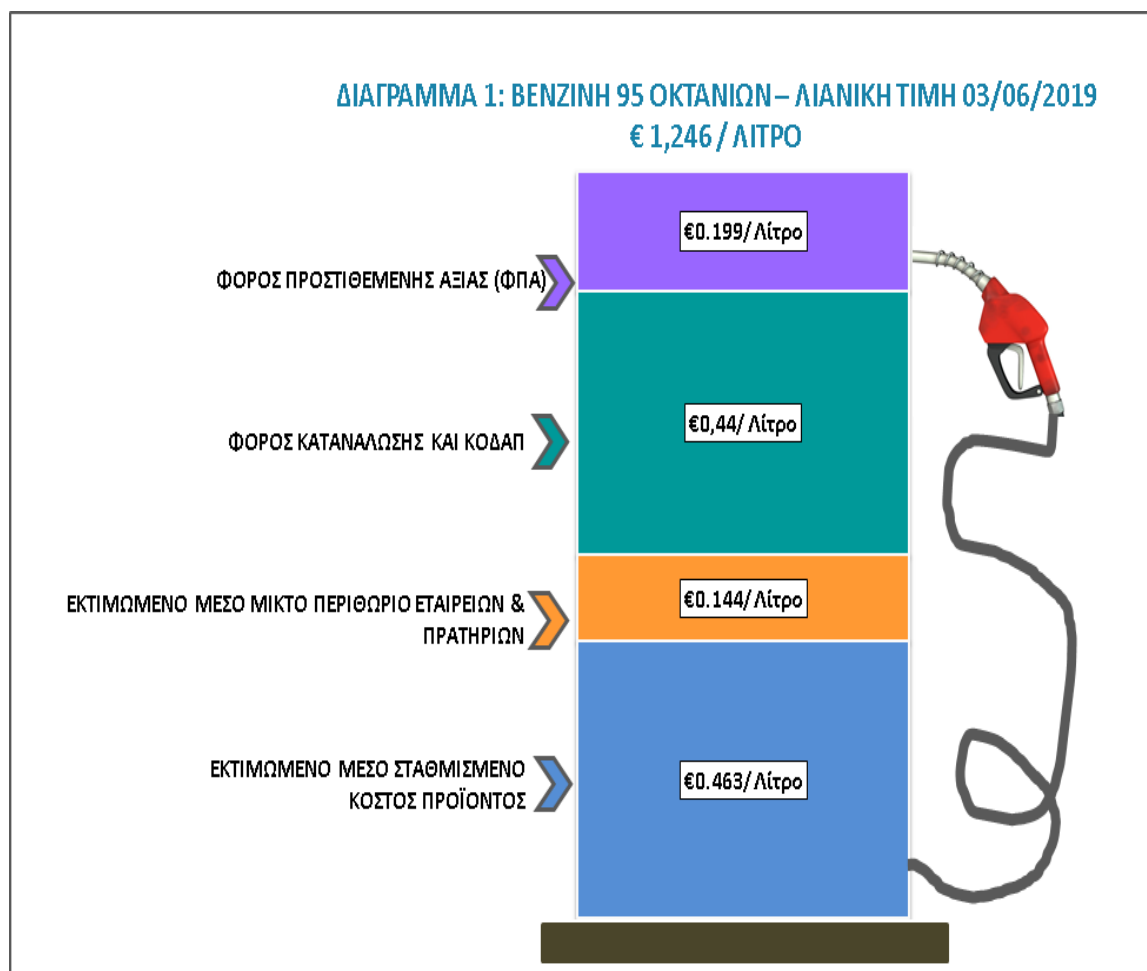 ΔΙΑΓΡΑΜΜΑ 1: ΒΕΝΖΙΝΗ 95 ΟΚΤΑΝΙΩΝ – ΛΙΑΝΙΚΗ ΤΙΜΗ 03/06/2019
€ 1,246 / ΛΙΤΡΟ
€0.199/ Λίτρο
ΦΟΡΟΣ ΠΡΟΣΤΙΘΕΜΕΝΗΣ ΑΞΙΑΣ (ΦΠΑ)
€0,44/ Λίτρο
ΦΟΡΟΣ ΚΑΤΑΝΑΛΩΣΗΣ ΚΑΙ ΚΟΔΑΠ
€0.144/ Λίτρο
ΕΚΤΙΜΩΜΕΝΟ ΜΕΣΟ ΜΙΚΤΟ ΠΕΡΙΘΩΡΙΟ ΕΤΑΙΡΕΙΩΝ &
ΠΡΑΤΗΡΙΩΝ
€0.463/ Λίτρο
ΕΚΤΙΜΩΜΕΝΟ ΜΕΣΟ ΣΤΑΘΜΙΣΜΕΝΟ
ΚΟΣΤΟΣ ΠΡΟΪΟΝΤΟΣ